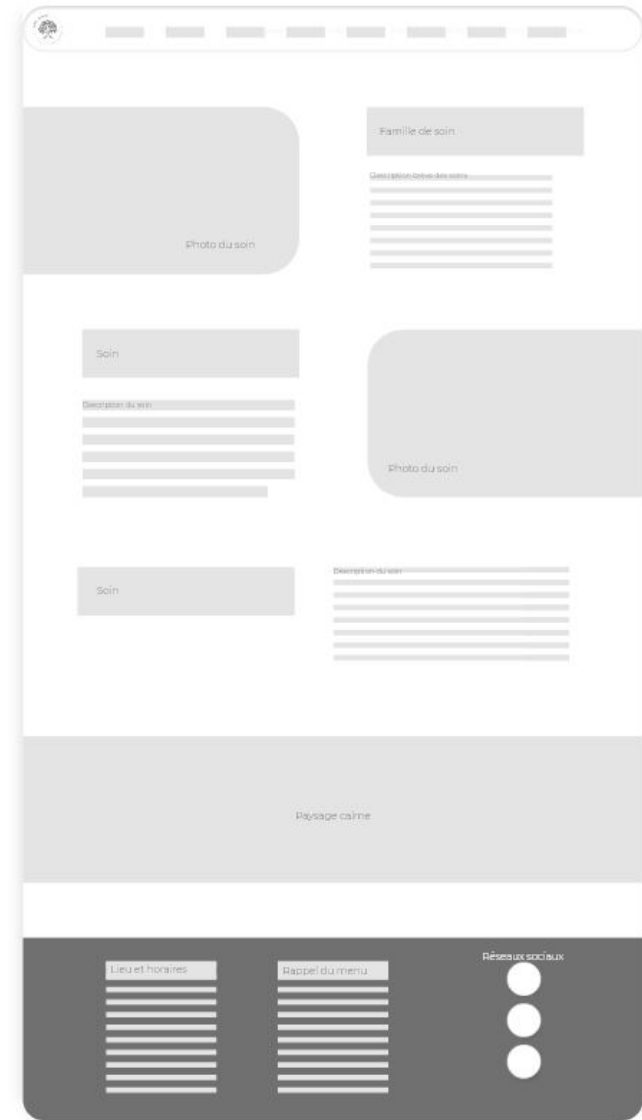 Famille de soin
Description brève des soins
Photo du soin
Soin
Description du soin
Photo du soin
Soin
Description du soin
Paysage calme
Lieu et horaires
Rappel du menu
Réseaux sociaux